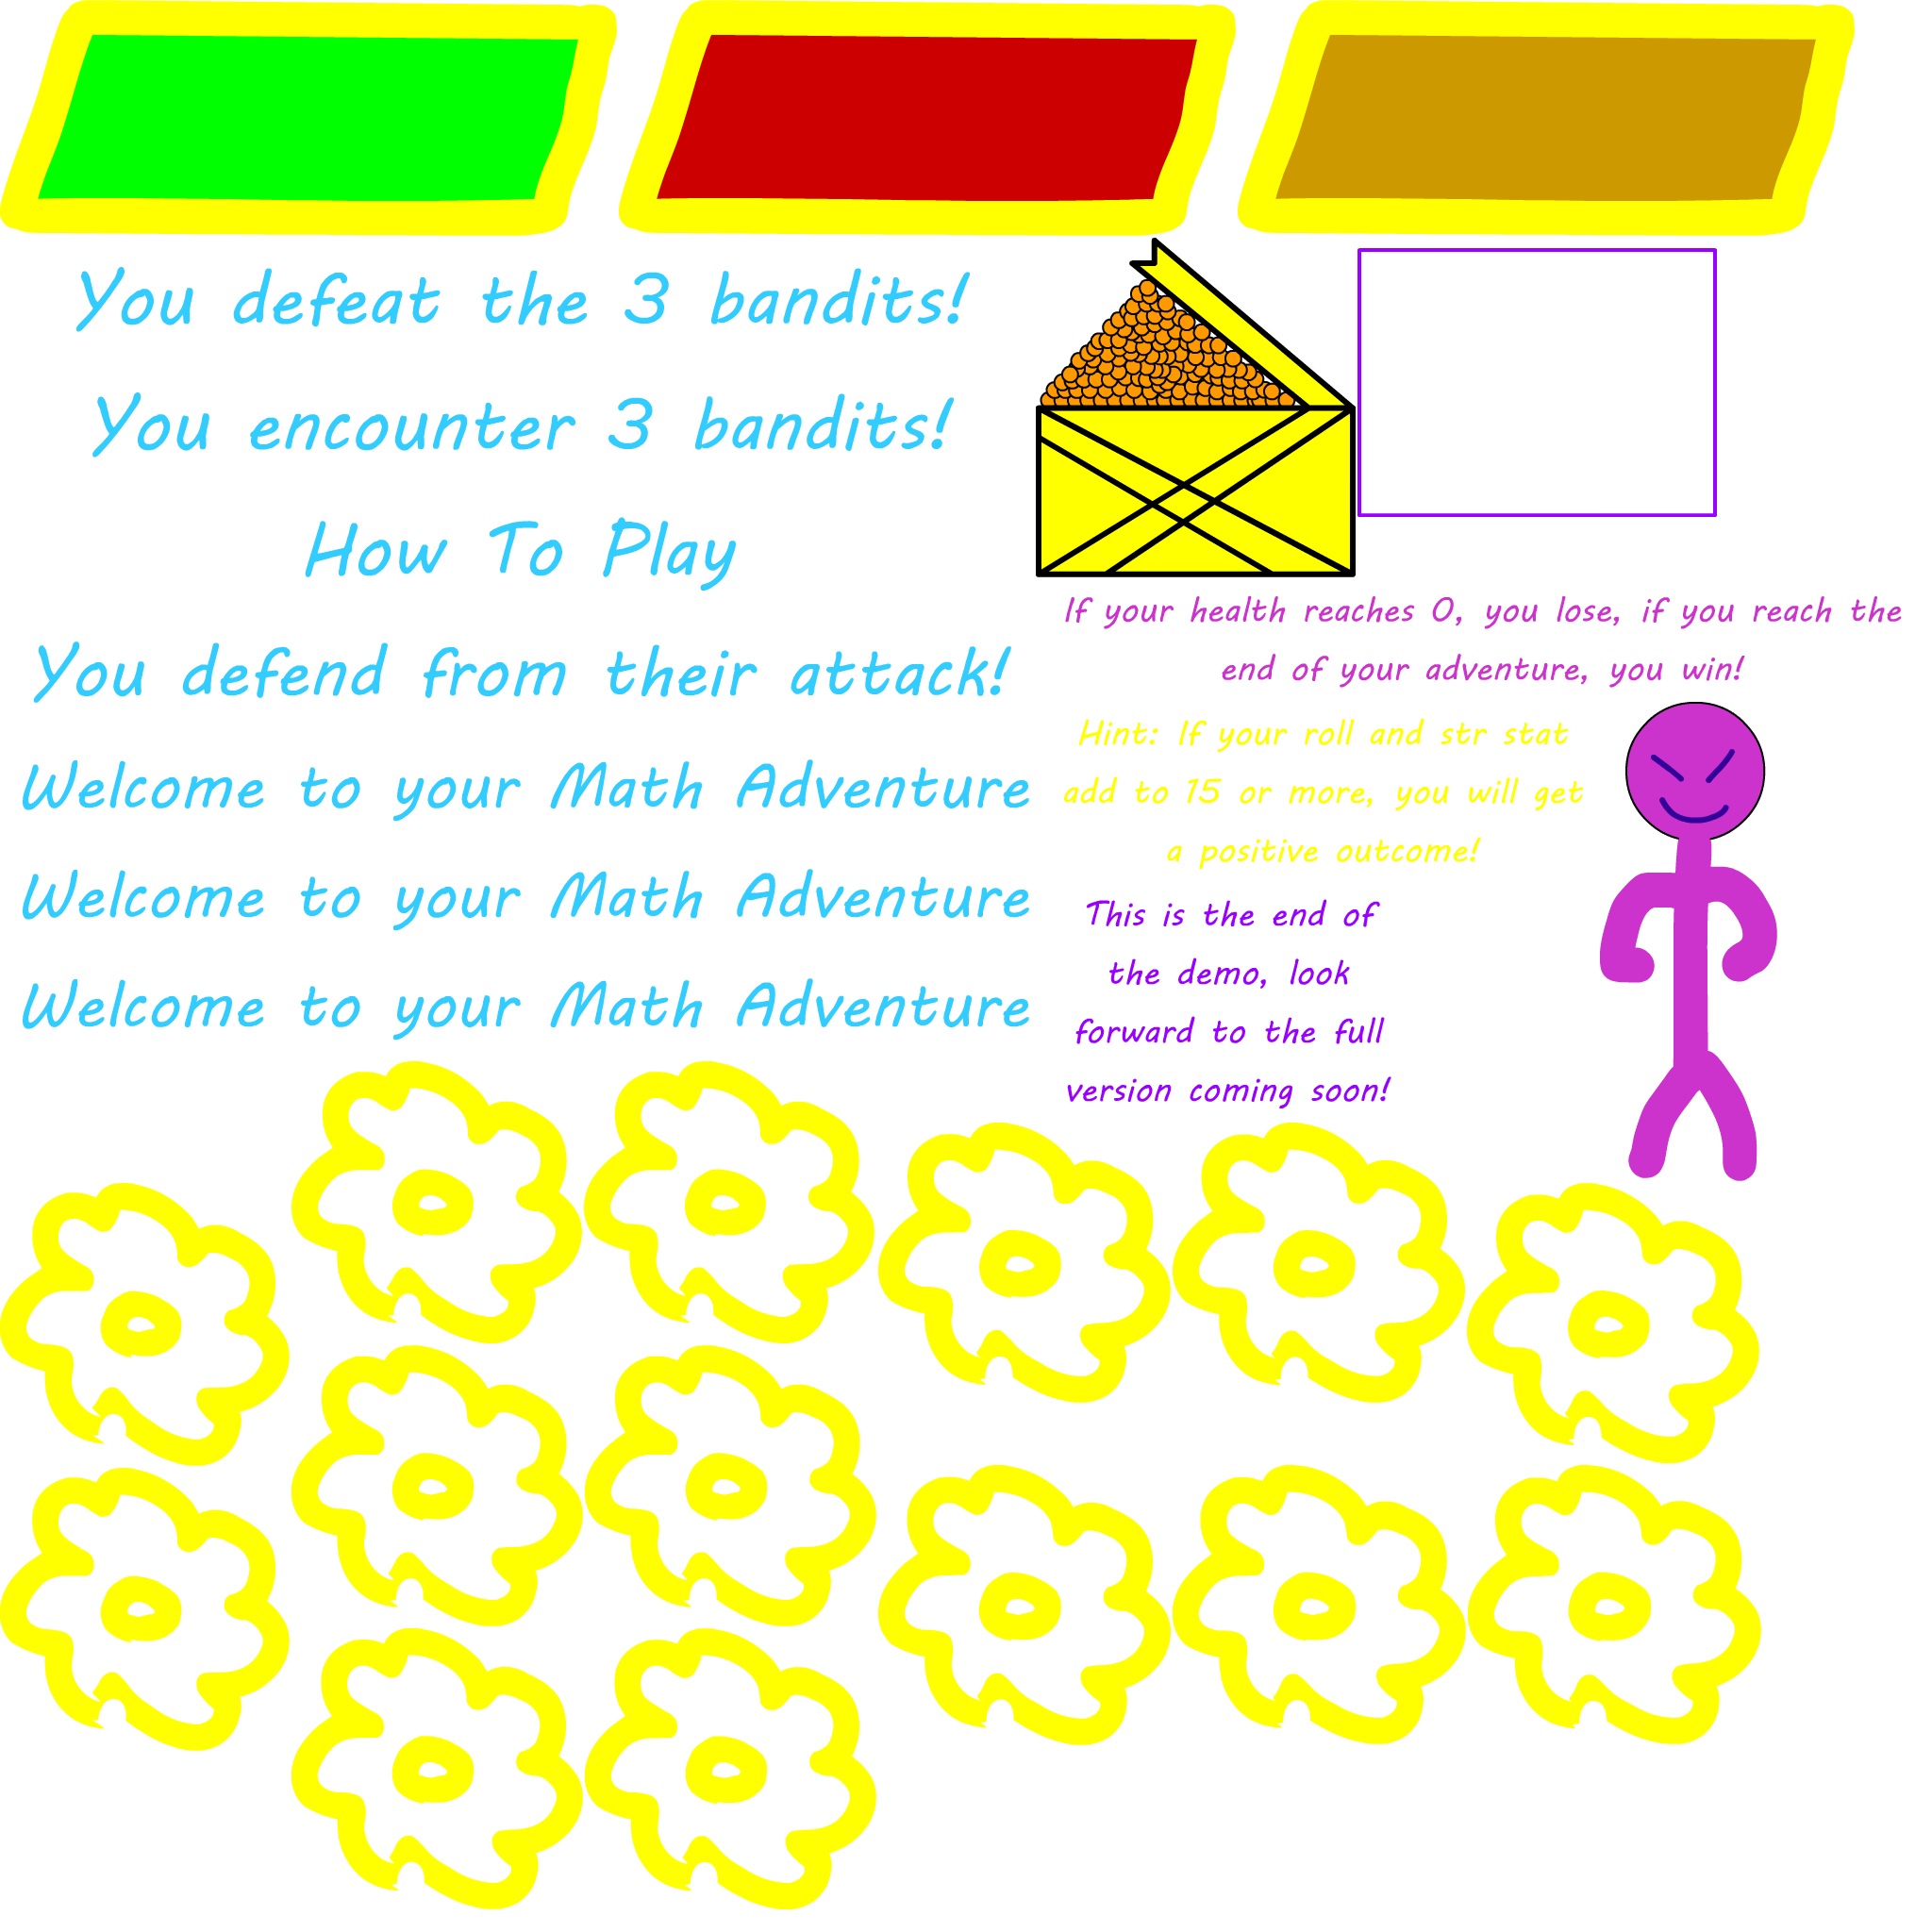 You defeat the 3 bandits!
You encounter 3 bandits!
How To Play
You defend from their attack!
Welcome to your Math Adventure
Welcome to your Math Adventure
Welcome to your Math Adventure
If your health reaches 0, you lose, if you reach the
end of your adventure, you win!
Hint: If your roll and str stat
add to 15 or more, you will get
a positive outcome!
This is the end of
the demo, look
forward to the full
version coming soon!